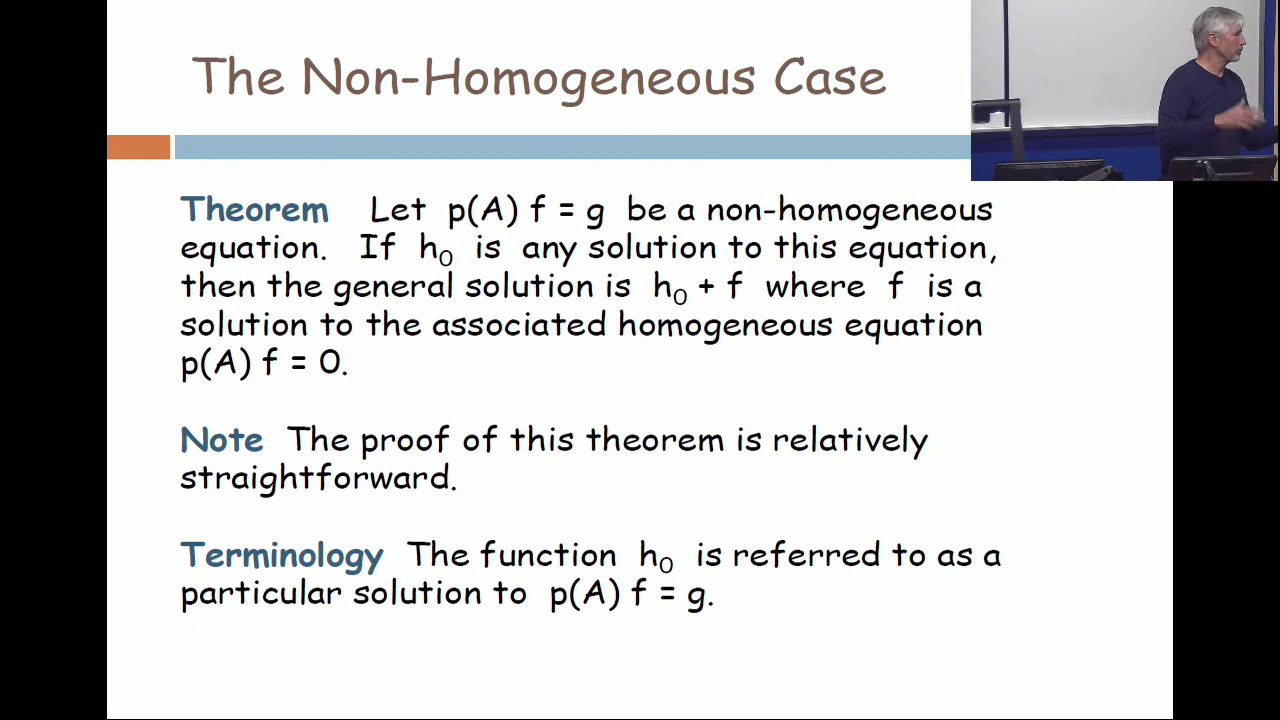 The Non-Homogeneous Case
Theorem Let p(A) f = g be a non-homogeneous
equation. If h₀ is any solution to this equation,
then the general solution is h₀ + f where f is a
solution to the associated homogeneous equation
p(A) f = 0.
Note The proof of this theorem is relatively
straightforward.
Terminology The function h₀ is referred to as a
particular solution to p(A) f = g.